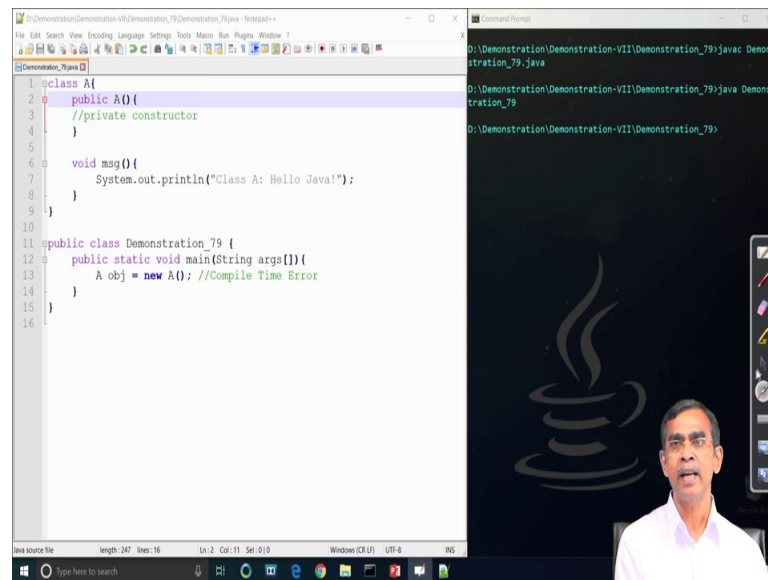 D:\Demonstration\Demonstration-VII\Demonstration_79\Demonstration_79.java - Notepad++
File Edit Search View Encoding Language Settings Tools Macro Run Plugins Window ?
X
Demonstration_79.java
1 class A{
2 public A(){
3 //private constructor
4 }
5
6 void msg(){
7 System.out.println("Class A: Hello Java!");
8 }
9 }
10
11 public class Demonstration_79 {
12 public static void main(String args[]){
13 A obj = new A(); //Compile Time Error
14 }
15 }
16
Java source file length : 247 lines : 16 Ln : 2 Col : 11 Sel : 0 | 0 Windows (CR LF) UTF-8 INS
Command Prompt
D:\Demonstration\Demonstration-VII\Demonstration_79>javac Demon
stration_79.java
D:\Demonstration\Demonstration-VII\Demonstration_79>java Demons
tration_79
D:\Demonstration\Demonstration-VII\Demonstration_79>
Type here to search